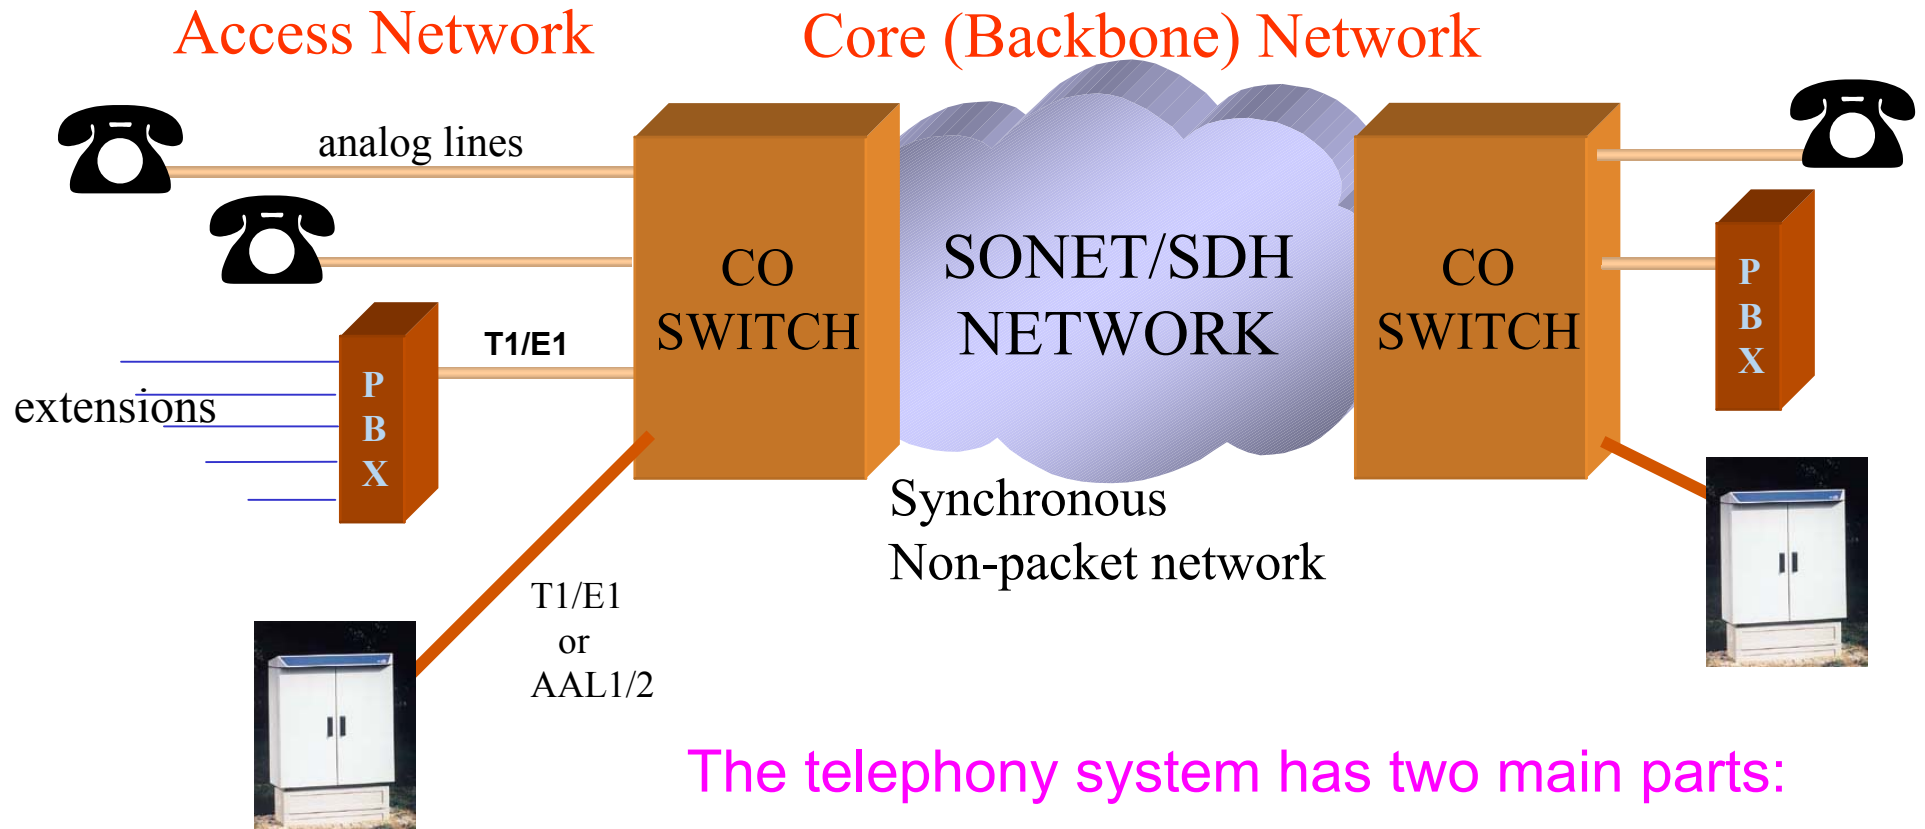 Access Network
Core (Backbone) Network
analog lines
CO
SWITCH
SONET/SDH
NETWORK
CO
SWITCH
P
B
X
T1/E1
extensions
P
B
X
Synchronous
Non-packet network
T1/E1
or
AAL1/2
The telephony system has two main parts: